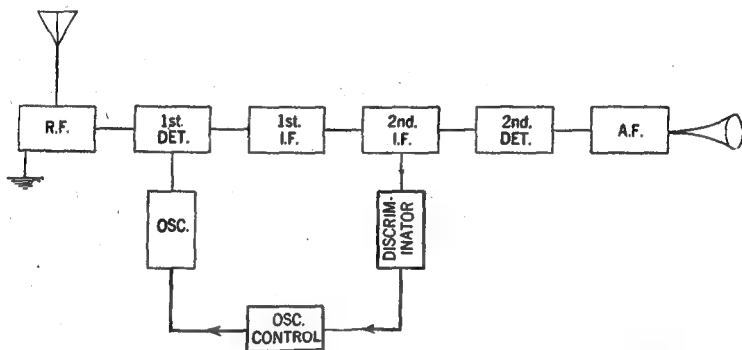 R.F.
1st.
DET.
1st.
I.F.
2nd.
I.F.
2nd.
DET.
A.F.
OSC.
DISCRIM-
INATOR
OSC.
CONTROL